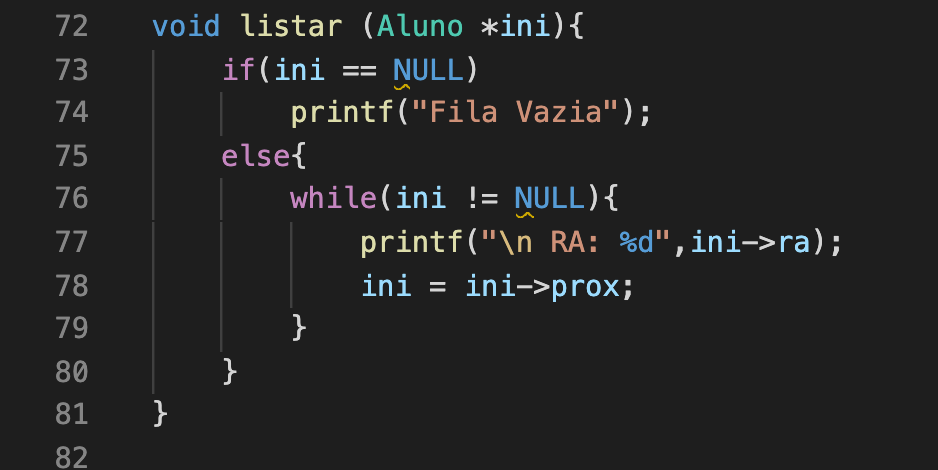 72 void listar (Aluno *ini){
73 if(ini == NULL)
74 printf("Fila Vazia");
75 else{
76 while(ini != NULL){
77 printf("\n RA: %d",ini->ra);
78 ini = ini->prox;
79 }
80 }
81 }
82